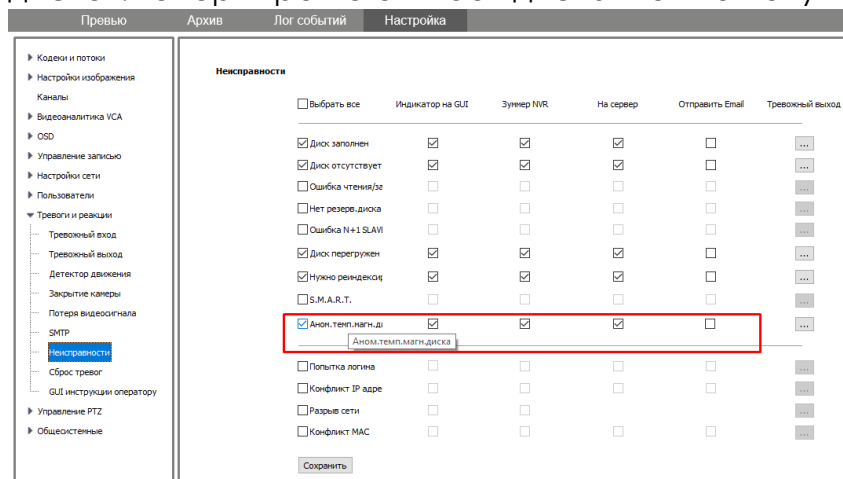 Превью Архив Лог событий Настройка
Кодеки и потоки
Настройки изображения
Каналы
Видеоаналитика VCA
OSD
Управление записью
Настройки сети
Пользователи
Тревоги и реакции
Тревожный вход
Тревожный выход
Детектор движения
Закрытие камеры
Потеря видеосигнала
SMTP
Неисправности
Сброс тревог
GUI инструкции оператору
Управление PTZ
Общесистемные
Неисправности
Выбрать все Индикатор на GUI Зуммер NVR На сервер Отправить Email Тревожный выход
Диск заполнен ...
Диск отсутствует ...
Ошибка чтения/за ...
Нет резерв.диска ...
Ошибка N+1 SLAVI ...
Диск перегружен ...
Нужно реиндексир ...
S.M.A.R.T. ...
Анон.темп.магн.ди ...
Аном.темп.магн.диска
Попытка логина ...
Конфликт IP адре ...
Разрыв сети ...
Конфликт MAC ...
Сохранить